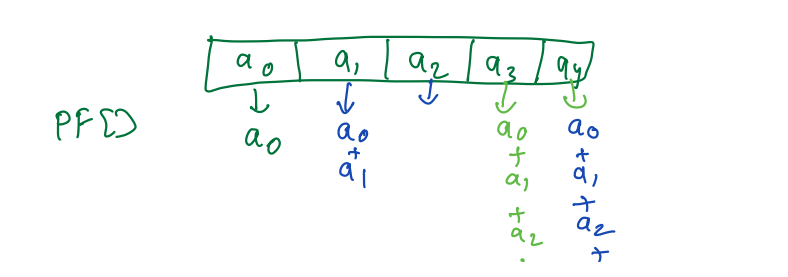 a₀ a₁ a₂ a₃ a₄
PF[]
a₀ a₀ a₀ a₀
+ + +
a₁ a₁ a₁
+ +
a₂ a₂
+